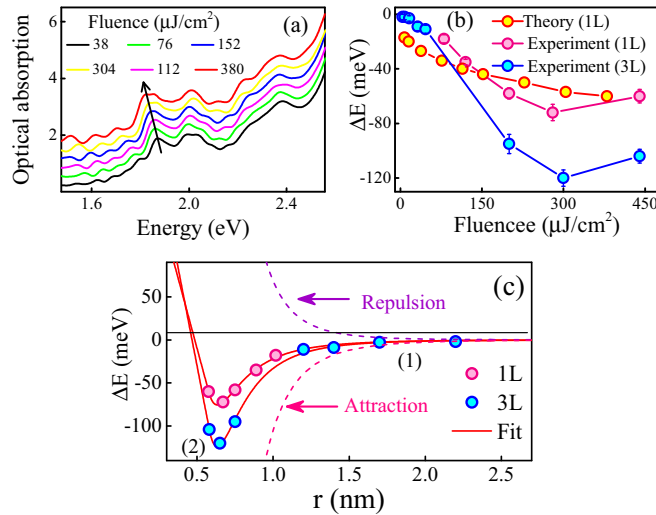 Fluence (μJ/cm²)
38 76 152
304 112 380
(a)
6
4
2
Optical absorption
1.6 2.0 2.4
Energy (eV)
(b)
Theory (1L)
Experiment (1L)
Experiment (3L)
0
-40
-80
-120
ΔE (meV)
0 150 300 450
Fluencee (μJ/cm²)
(c)
Repulsion
50
0
-50
-100
ΔE (meV)
(1)
1L
3L
Fit
Attraction
(2)
0.5 1.0 1.5 2.0 2.5
r (nm)